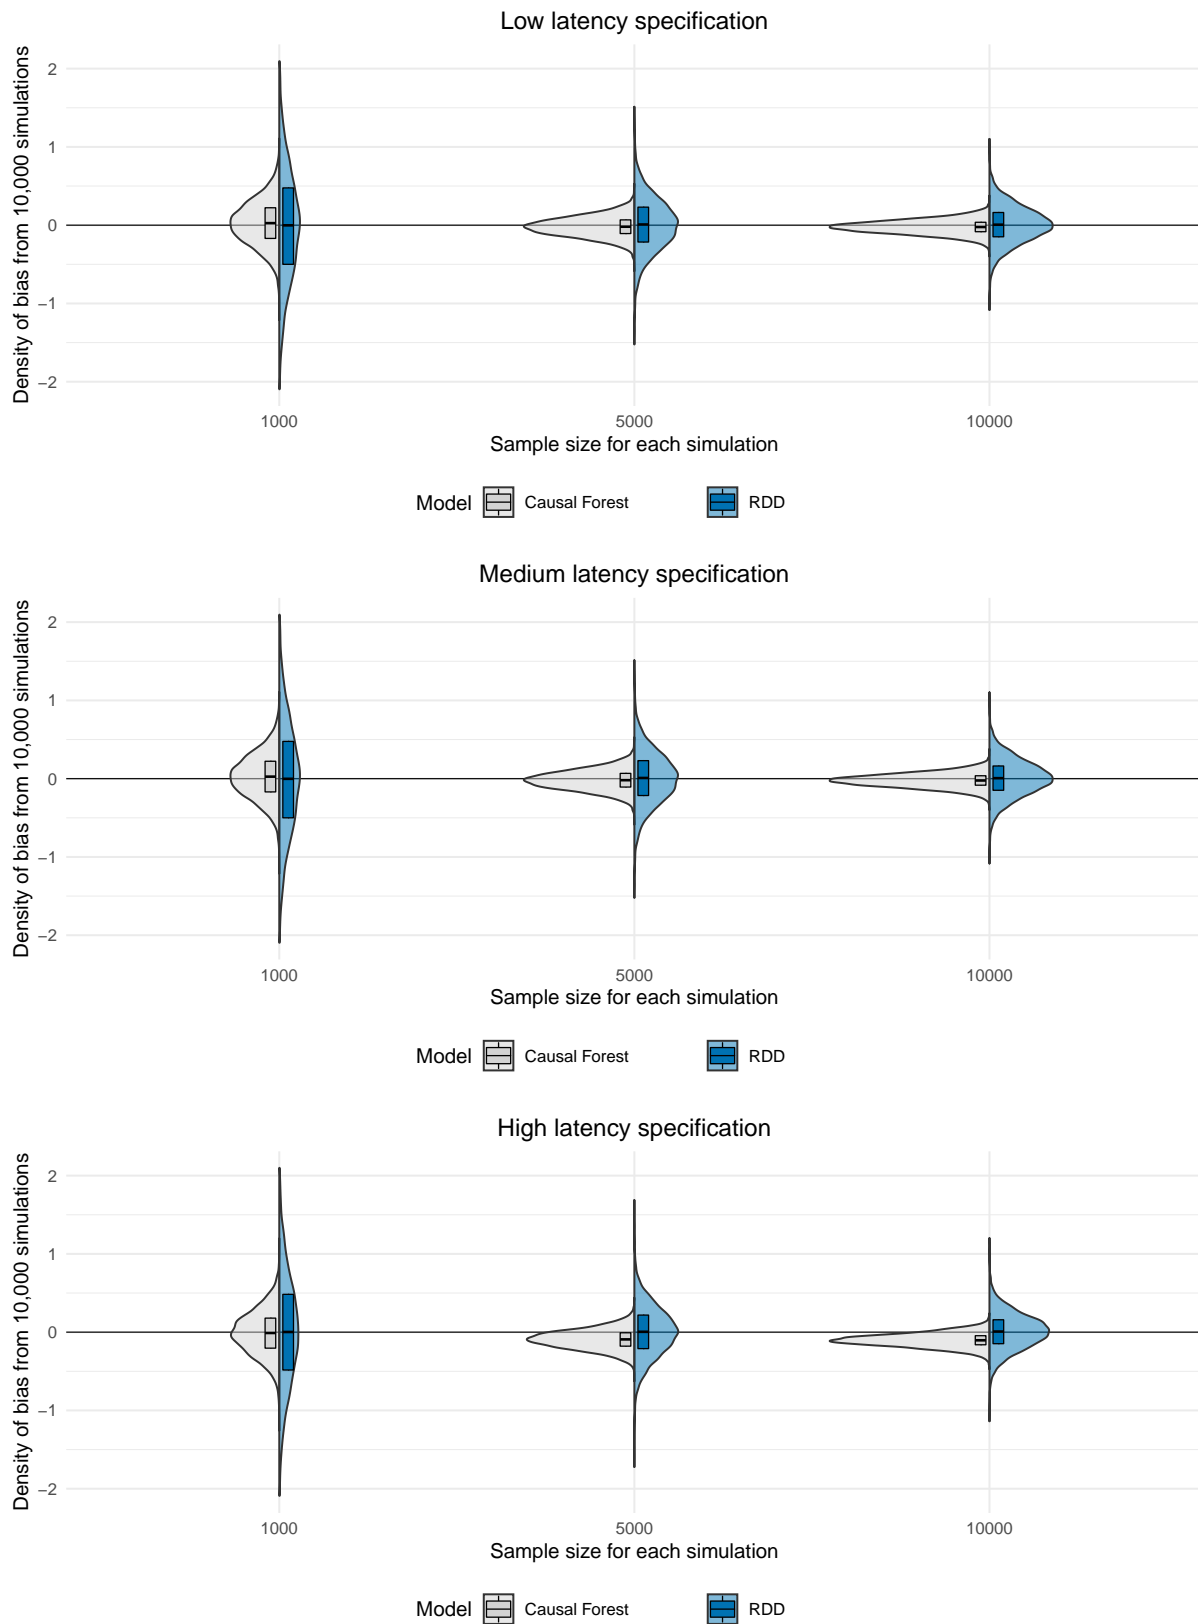 Low latency specification
Density of bias from 10,000 simulations
2
1
0
−1
−2
1000
5000
10000
Sample size for each simulation
Model
Causal Forest
RDD
Medium latency specification
Density of bias from 10,000 simulations
2
1
0
−1
−2
1000
5000
10000
Sample size for each simulation
Model
Causal Forest
RDD
High latency specification
Density of bias from 10,000 simulations
2
1
0
−1
−2
1000
5000
10000
Sample size for each simulation
Model
Causal Forest
RDD